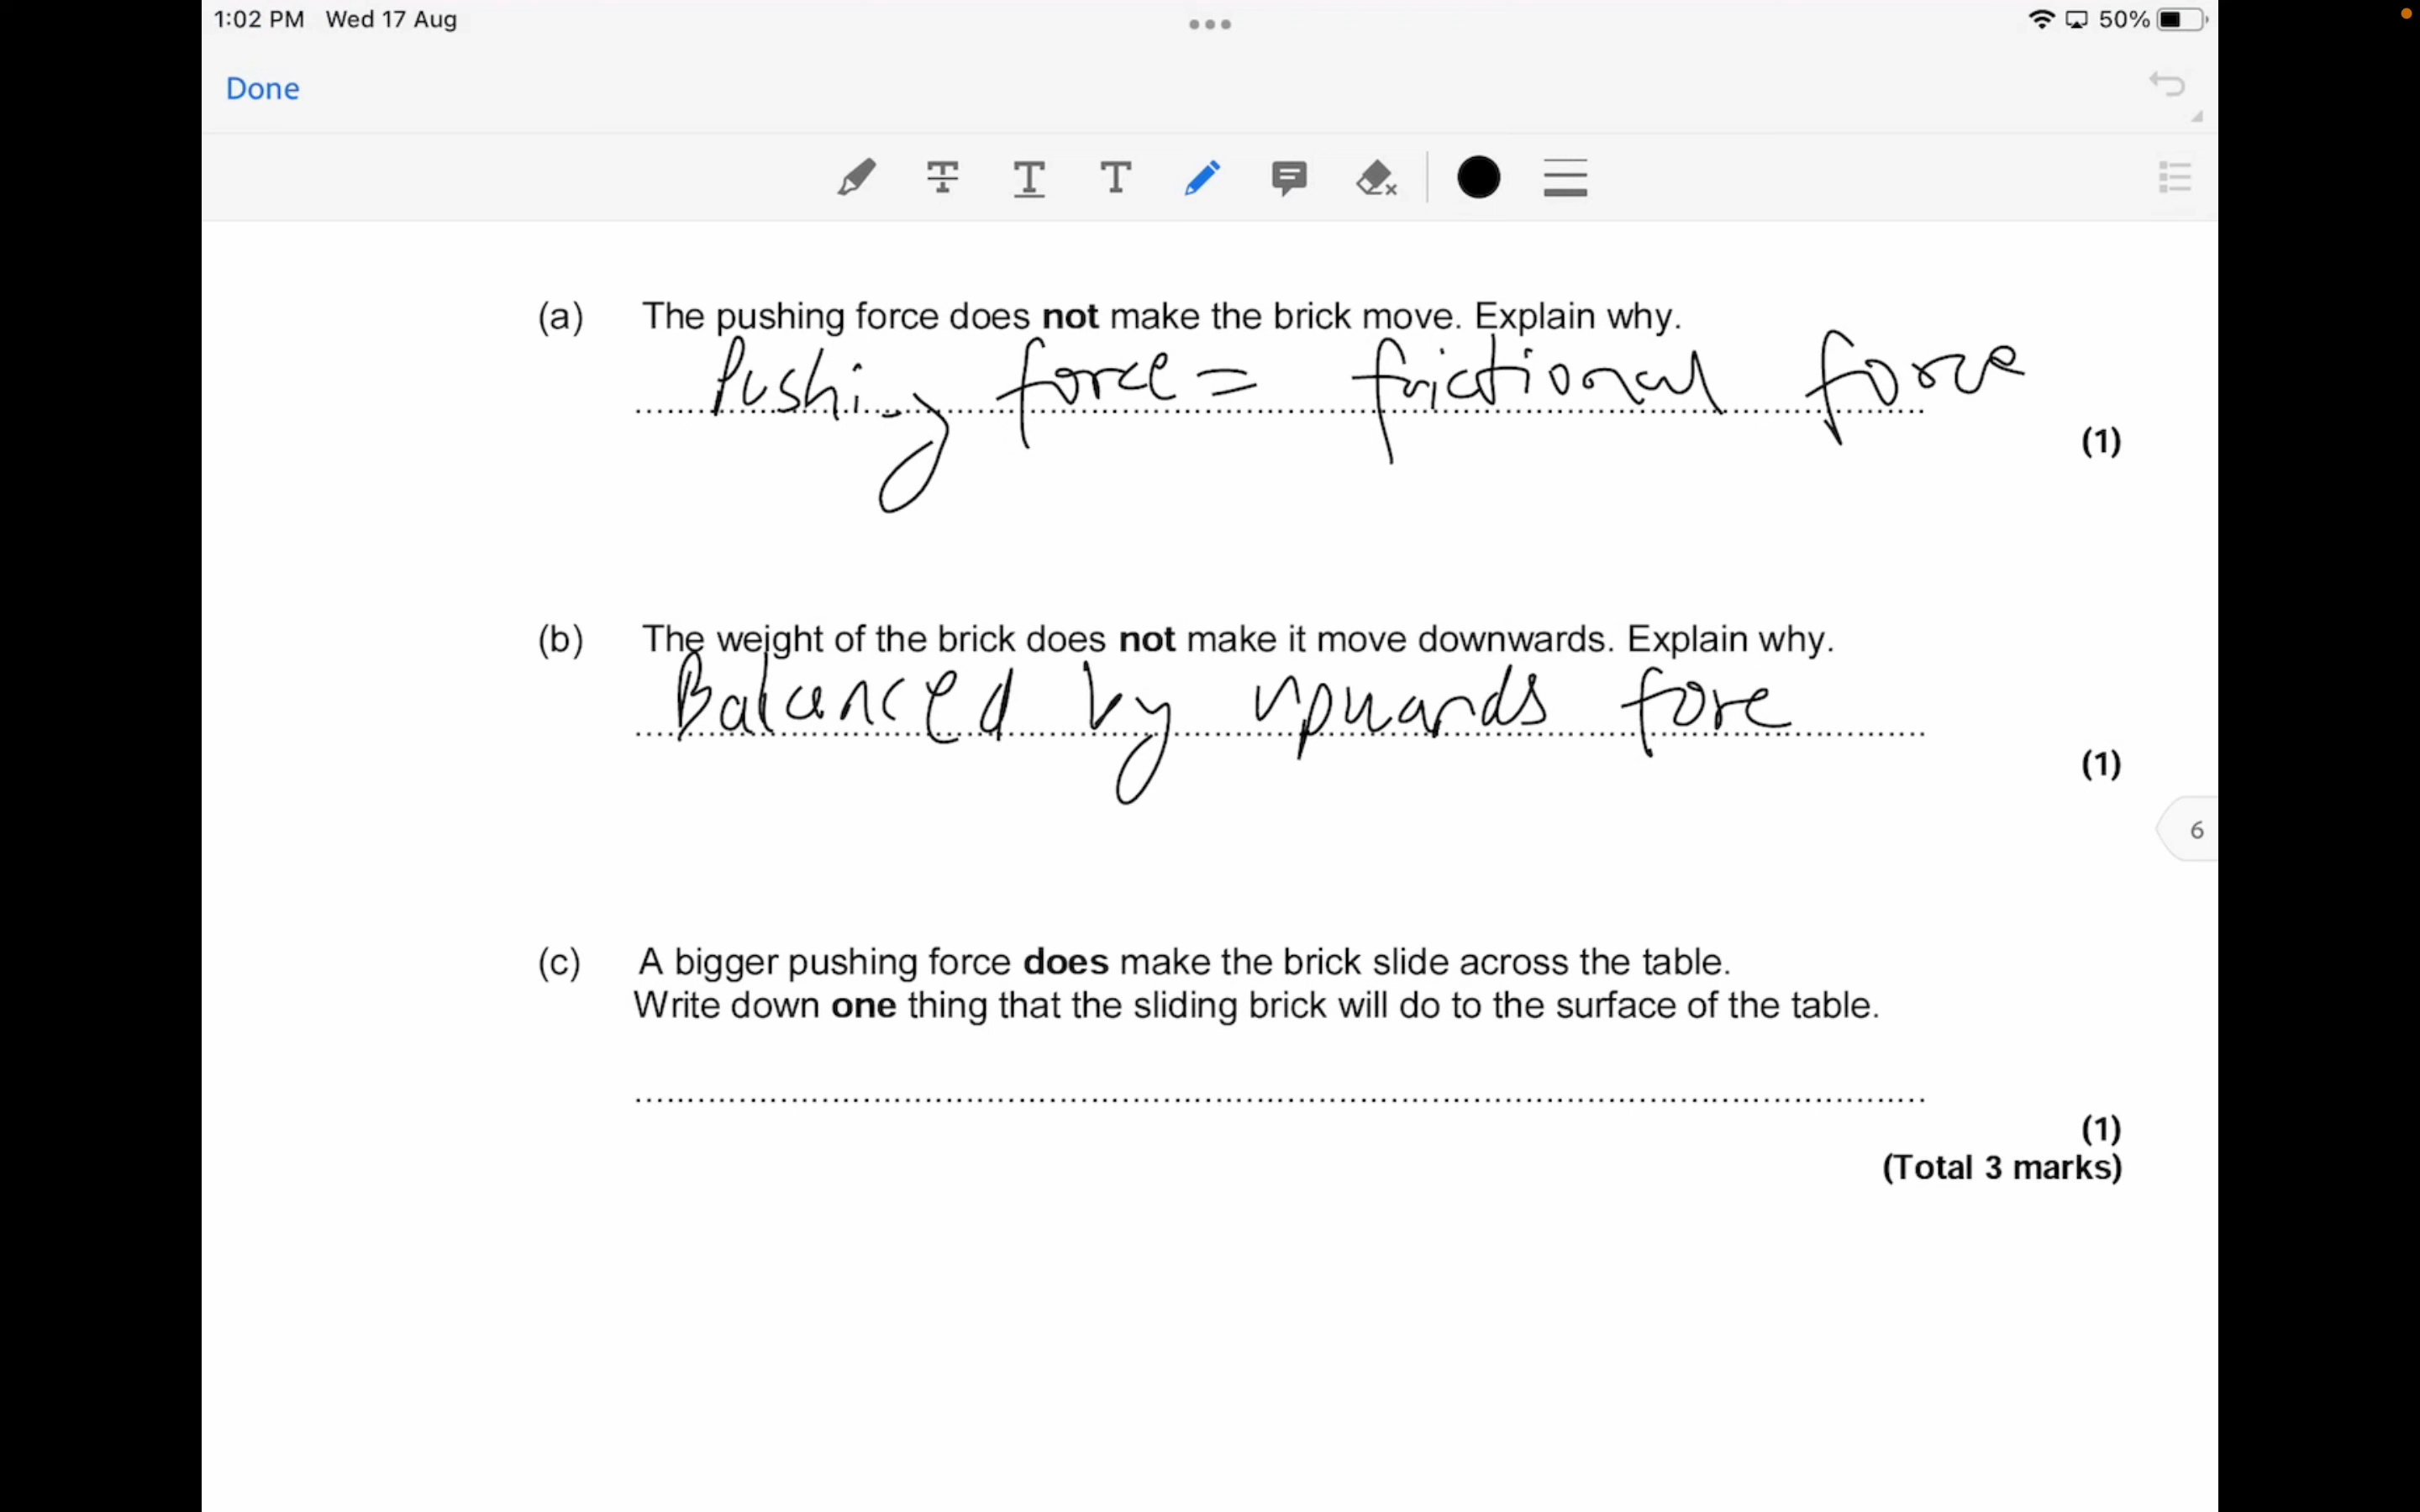 1:02 PM Wed 17 Aug
50%
Done
(a) The pushing force does not make the brick move. Explain why.
Pushing force = frictional force
(1)
(b) The weight of the brick does not make it move downwards. Explain why.
Balanced by upwards fore
(1)
6
(c) A bigger pushing force does make the brick slide across the table.
Write down one thing that the sliding brick will do to the surface of the table.
(1)
(Total 3 marks)